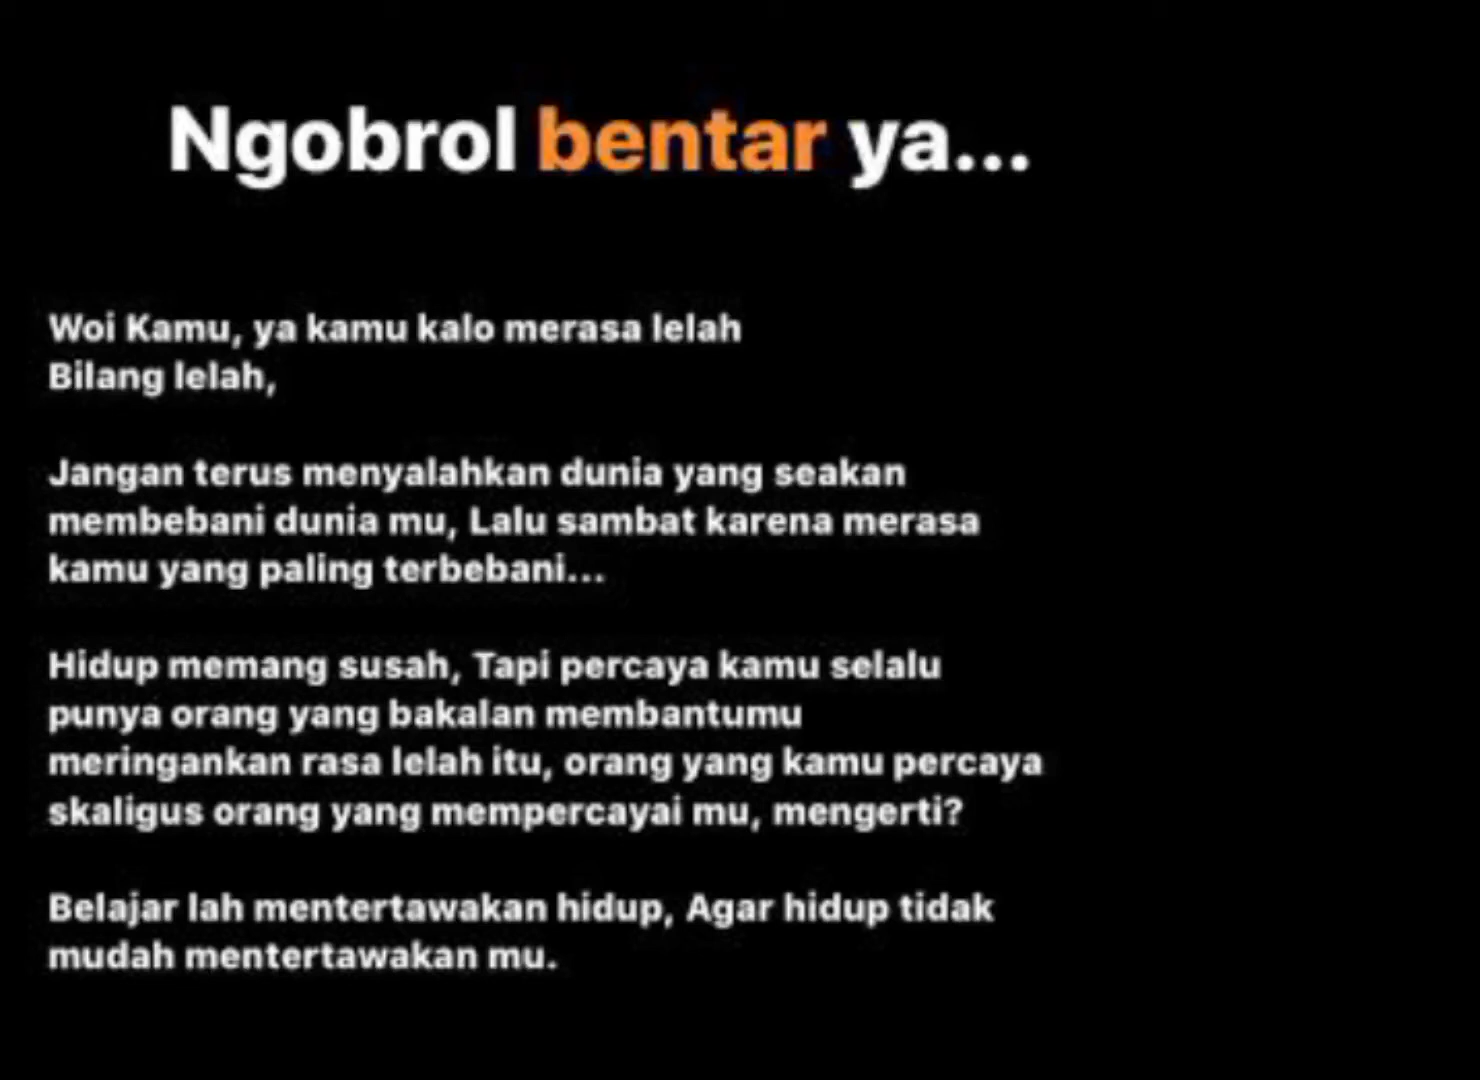 Ngobrol bentar ya...
Woi Kamu, ya kamu kalo merasa lelah
Bilang lelah,
Jangan terus menyalahkan dunia yang seakan
membebani dunia mu, Lalu sambat karena merasa
kamu yang paling terbebani...
Hidup memang susah, Tapi percaya kamu selalu
punya orang yang bakalan membantumu
meringankan rasa lelah itu, orang yang kamu percaya
skaligus orang yang mempercayai mu, mengerti?
Belajar lah mentertawakan hidup, Agar hidup tidak
mudah mentertawakan mu.